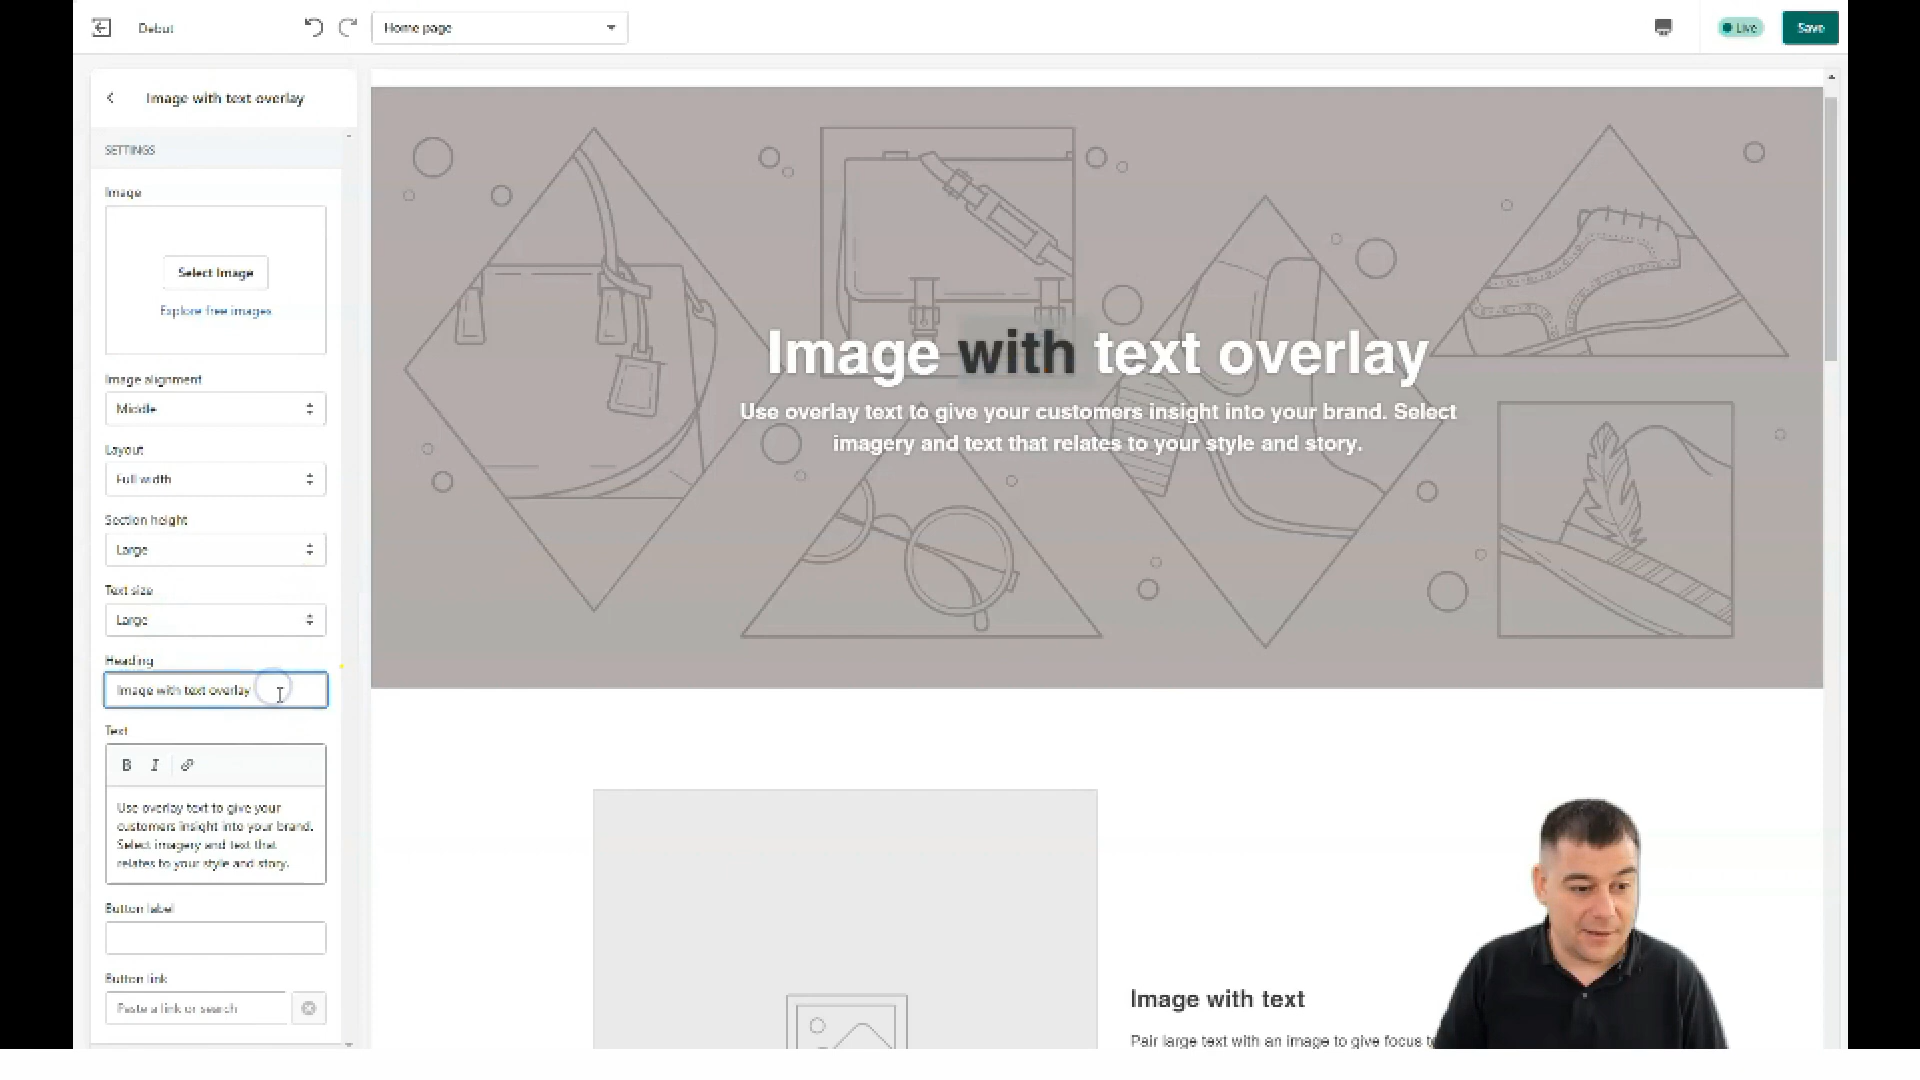 Debut
Home page
Live
Save
Image with text overlay
SETTINGS
Image
Select Image
Explore free images
Image alignment
Middle
Layout
Full width
Section height
Large
Text size
Large
Heading
Image with text overlay
Text
B I
Use overlay text to give your
customers insight into your brand.
Select imagery and text that
relates to your style and story.
Button label
Button link
Paste a link or search
Image with text overlay
Use overlay text to give your customers insight into your brand. Select
imagery and text that relates to your style and story.
Image with text
Pair large text with an image to give focus